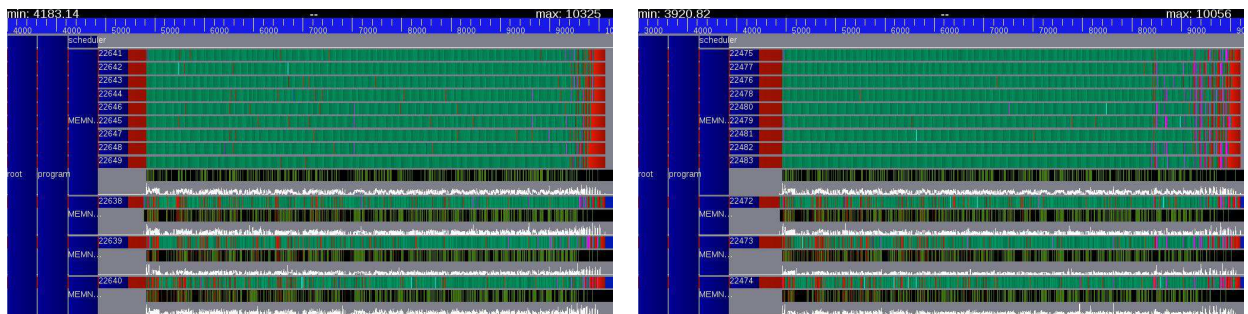 min: 4183.14 -- max: 10325
4000 5000 6000 7000 8000 9000 10
scheduler
22641
22642
22643
22644
22646
MEMN... 22645
22647
22648
22649
root program
22638
MEMN...
22639
MEMN...
22640
MEMN...
min: 3920.82 -- max: 10056
3000 4000 5000 6000 7000 8000 9000
scheduler
22475
22477
22476
22478
22480
MEMN... 22479
22481
22482
22483
root program
22472
MEMN...
22473
MEMN...
22474
MEMN...